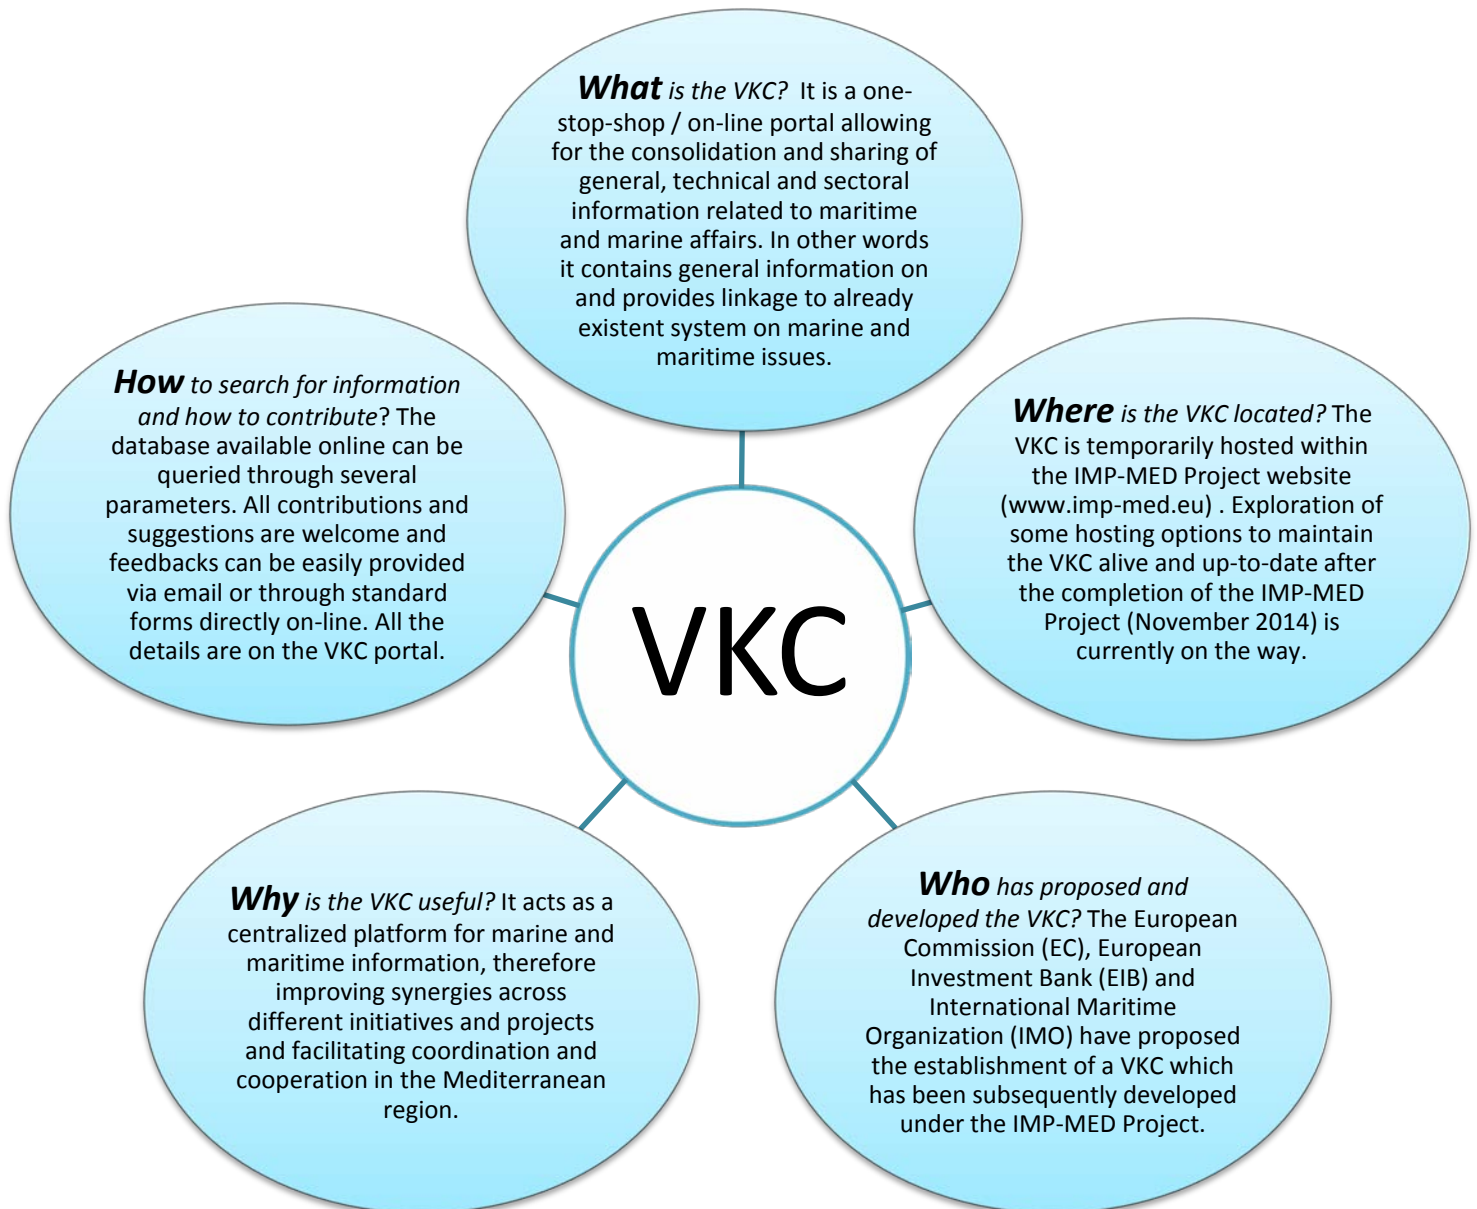 What is the VKC? It is a one-
stop-shop / on-line portal allowing
for the consolidation and sharing of
general, technical and sectoral
information related to maritime
and marine affairs. In other words
it contains general information on
and provides linkage to already
existent system on marine and
maritime issues.
How to search for information
and how to contribute? The
database available online can be
queried through several
parameters. All contributions and
suggestions are welcome and
feedbacks can be easily provided
via email or through standard
forms directly on-line. All the
details are on the VKC portal.
Where is the VKC located? The
VKC is temporarily hosted within
the IMP-MED Project website
(www.imp-med.eu) . Exploration of
some hosting options to maintain
the VKC alive and up-to-date after
the completion of the IMP-MED
Project (November 2014) is
currently on the way.
VKC
Why is the VKC useful? It acts as a
centralized platform for marine and
maritime information, therefore
improving synergies across
different initiatives and projects
and facilitating coordination and
cooperation in the Mediterranean
region.
Who has proposed and
developed the VKC? The European
Commission (EC), European
Investment Bank (EIB) and
International Maritime
Organization (IMO) have proposed
the establishment of a VKC which
has been subsequently developed
under the IMP-MED Project.